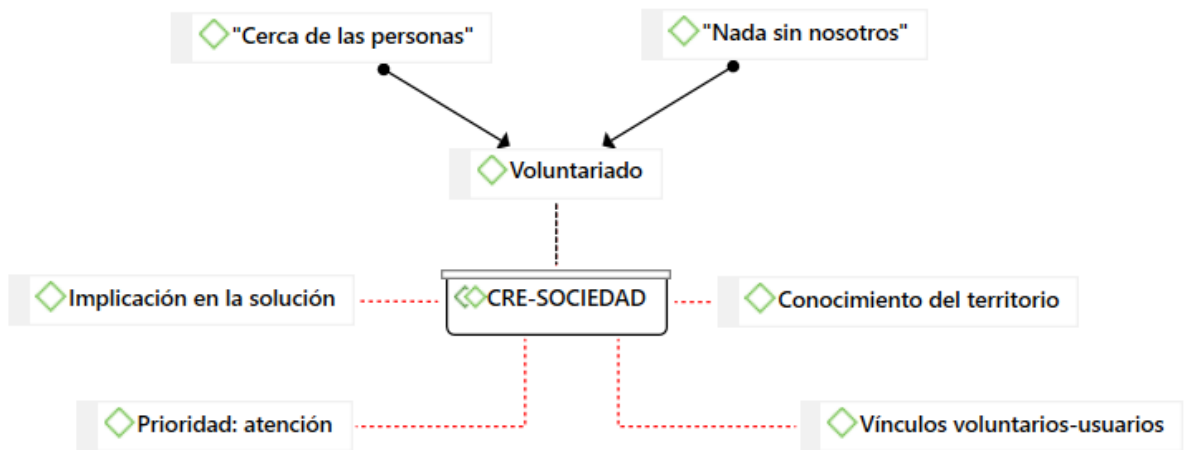 "Cerca de las personas"
"Nada sin nosotros"
Voluntariado
Implicación en la solución
CRE-SOCIEDAD
Conocimiento del territorio
Prioridad: atención
Vínculos voluntarios-usuarios